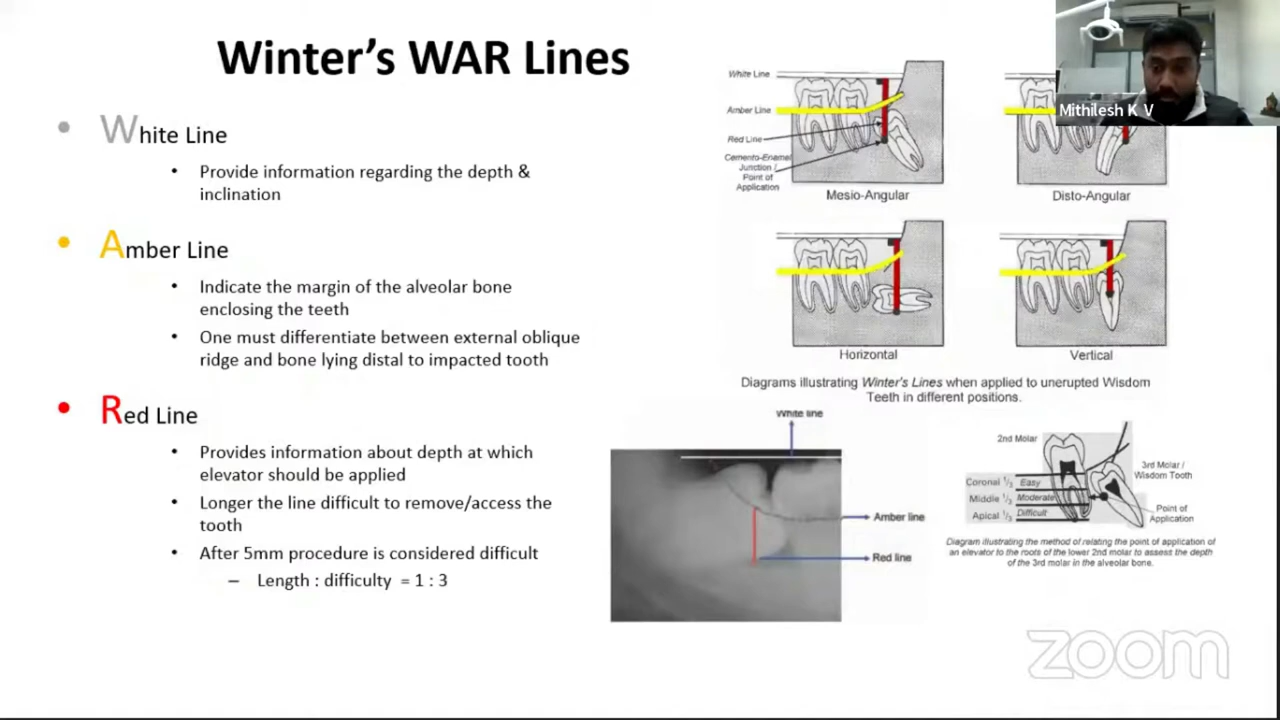 Winter's WAR Lines
White Line
Provide information regarding the depth &
inclination
Amber Line
Indicate the margin of the alveolar bone
enclosing the teeth
One must differentiate between external oblique
ridge and bone lying distal to impacted tooth
Red Line
Provides information about depth at which
elevator should be applied
Longer the line difficult to remove/access the
tooth
After 5mm procedure is considered difficult
– Length : difficulty = 1 : 3
White Line
Amber Line
Red Line
Cemento-Enamel
Junction /
Point of
Application
Mesio-Angular
Disto-Angular
Horizontal
Vertical
Diagrams illustrating Winter's Lines when applied to unerupted Wisdom
Teeth in different positions.
White line
Amber line
Red line
2nd Molar
3rd Molar /
Wisdom Tooth
Coronal 1/3 Easy
Middle 1/3 Moderate
Apical 1/3 Difficult
Point of
Application
Diagram illustrating the method of relating the point of application of
an elevator to the roots of the lower 2nd molar to assess the depth
of the 3rd molar in the alveolar bone.
Mithilesh K V
zoom